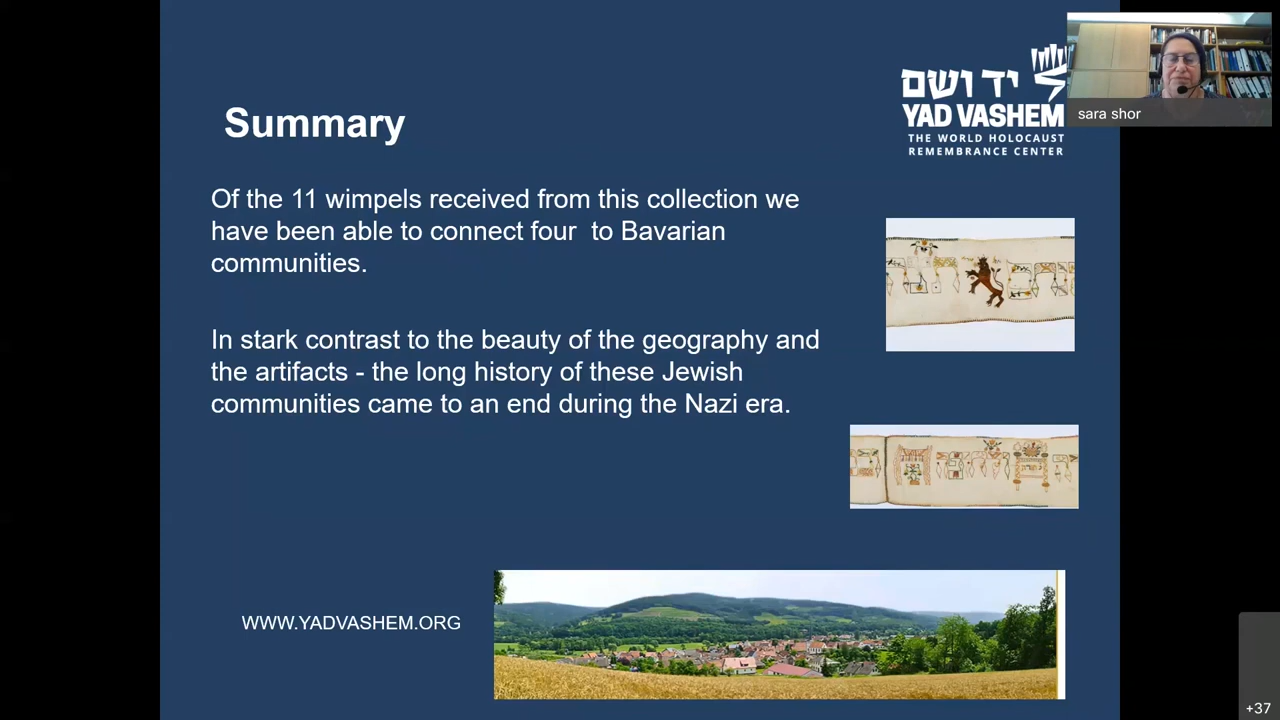 Summary
יד ושם
YAD VASHEM
THE WORLD HOLOCAUST
REMEMBRANCE CENTER
sara shor
Of the 11 wimpels received from this collection we
have been able to connect four  to Bavarian
communities.
In stark contrast to the beauty of the geography and
the artifacts - the long history of these Jewish
communities came to an end during the Nazi era.
WWW.YADVASHEM.ORG
+37